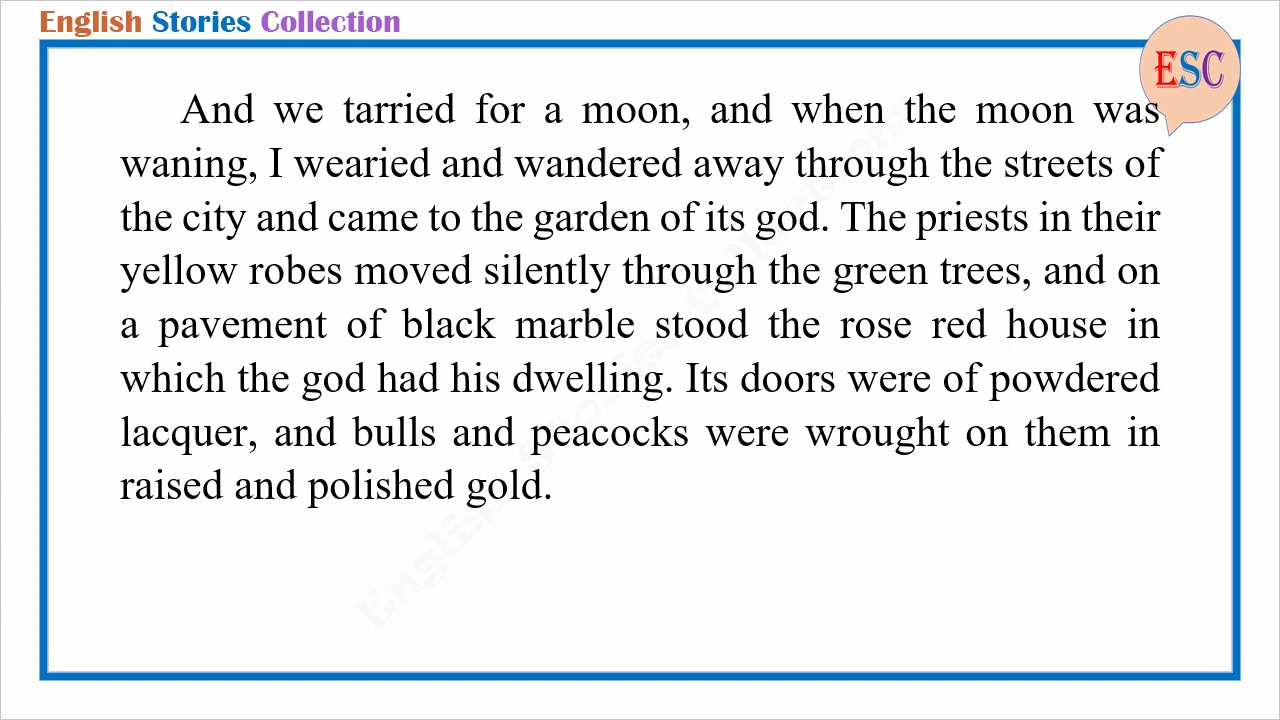 English Stories Collection
ESC
And we tarried for a moon, and when the moon was
waning, I wearied and wandered away through the streets of
the city and came to the garden of its god. The priests in their
yellow robes moved silently through the green trees, and on
a pavement of black marble stood the rose red house in
which the god had his dwelling. Its doors were of powdered
lacquer, and bulls and peacocks were wrought on them in
raised and polished gold.
English Stories Collections